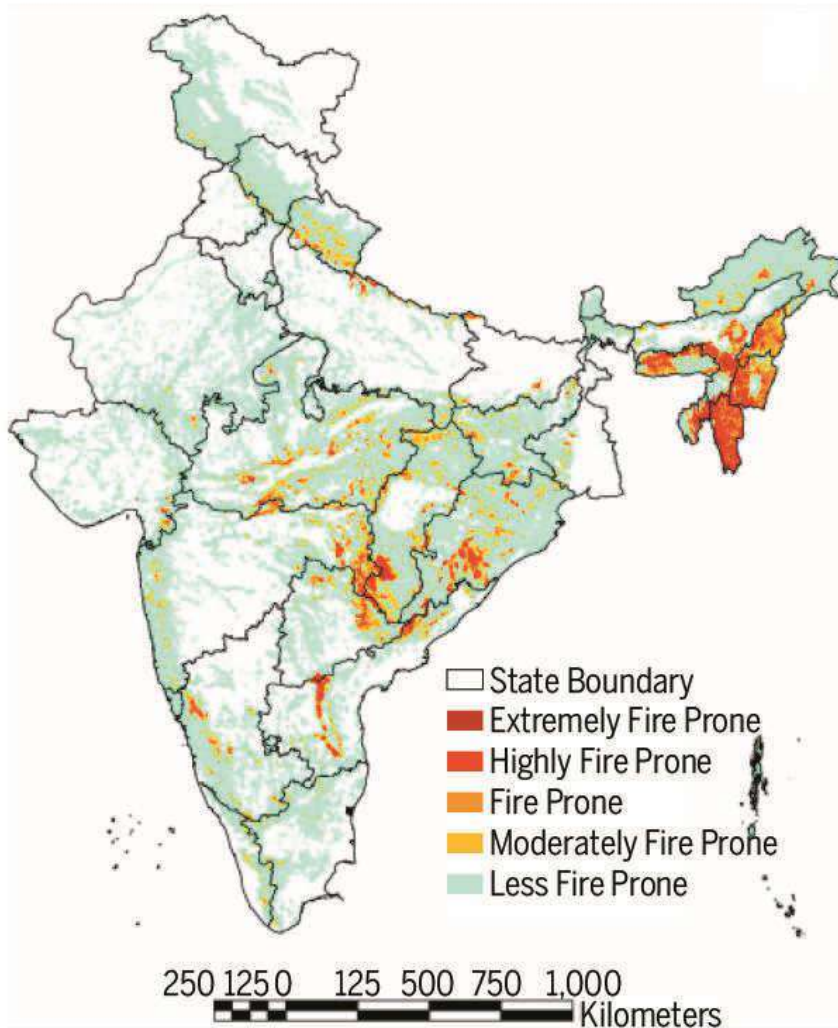 State Boundary
Extremely Fire Prone
Highly Fire Prone
Fire Prone
Moderately Fire Prone
Less Fire Prone
250 125 0 125 500 750 1,000
Kilometers